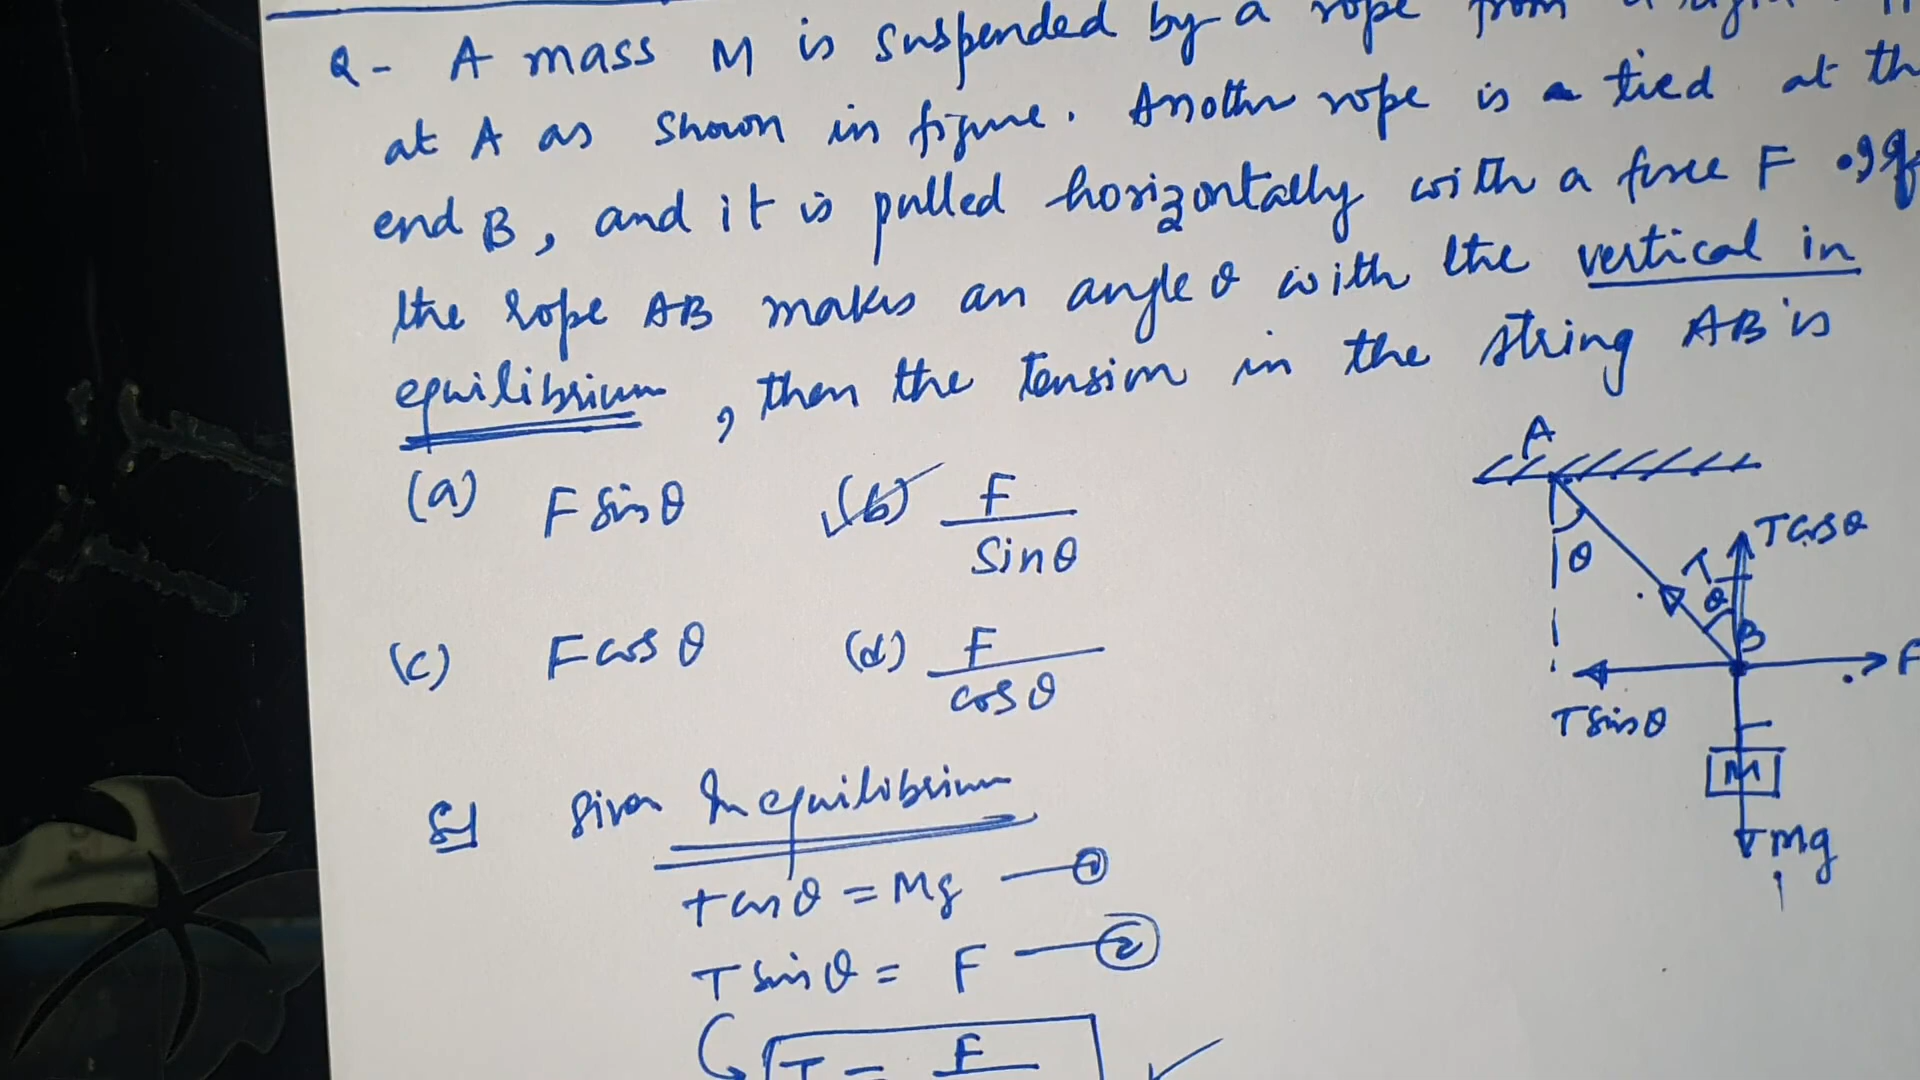 Q - A mass M is suspended by a rope from a
at A as shown in figure. Another rope is a tied at
end B, and it is pulled horizontally with a force F . If
the rope AB makes an angle θ with the vertical in
equilibrium, then the tension in the string AB is
(a) F sin θ (b) F / Sin θ
(c) F cos θ (d) F / cos θ
A
θ
T
T cos θ
θ
B
F
T sin θ
M
Mg
Sol Given In equilibrium
T cos θ = Mg — ①
T sin θ = F — ②
T = F